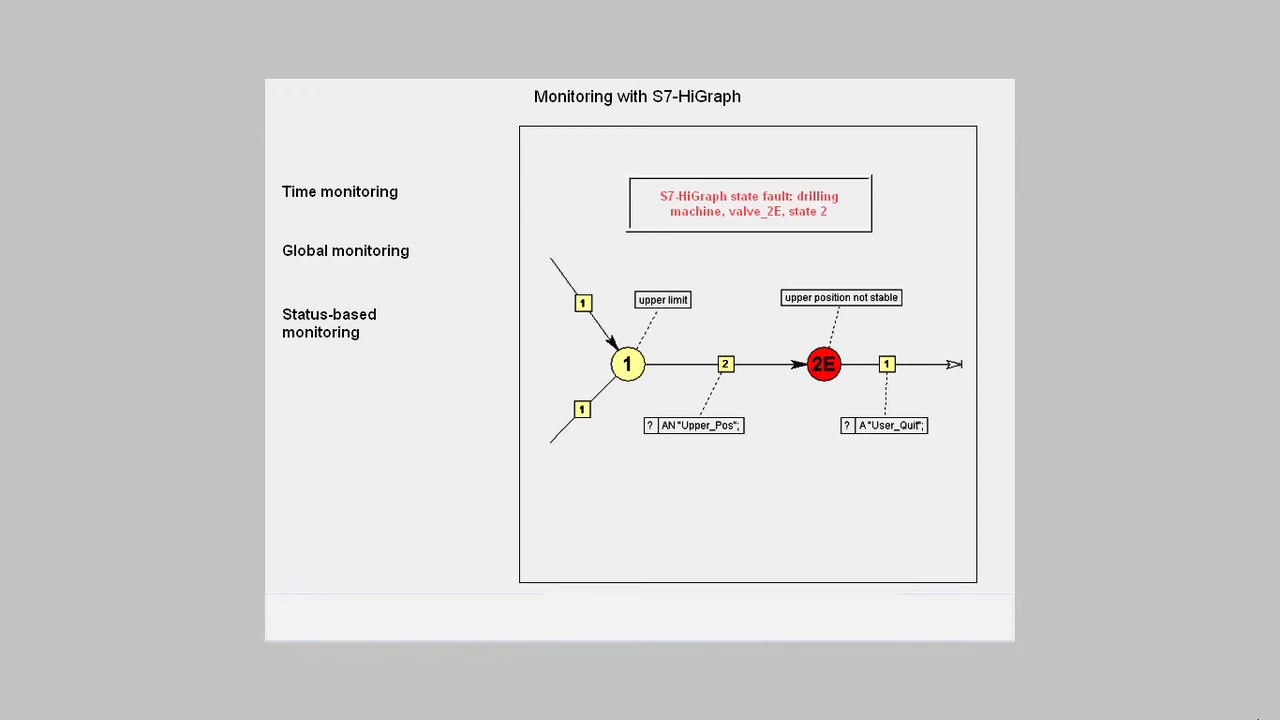 Monitoring with S7-HiGraph
Time monitoring
Global monitoring
Status-based
monitoring
S7-HiGraph state fault: drilling
machine, valve_2E, state 2
1
upper limit
upper position not stable
1
2
2E
1
1
? AN "Upper_Pos";
? A "User_Quit";